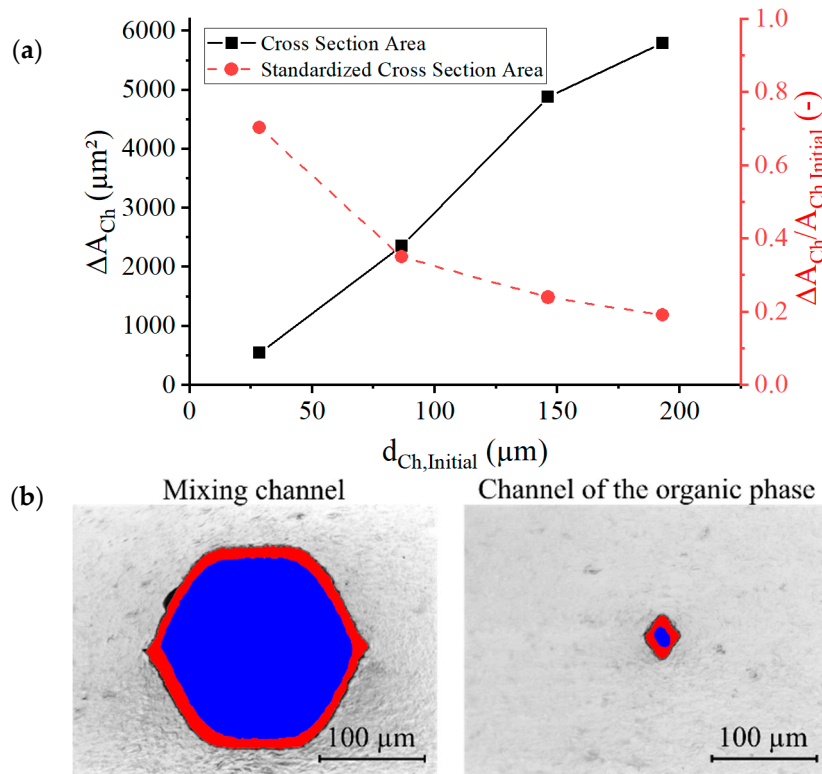 (a)
Cross Section Area
Standardized Cross Section Area
6000
5000
4000
3000
2000
1000
0
ΔA_Ch (µm²)
1.0
0.8
0.6
0.4
0.2
0.0
ΔA_Ch/A_Ch,Initial (-)
0 50 100 150 200
d_Ch,Initial (µm)
(b)
Mixing channel
Channel of the organic phase
100 µm
100 µm